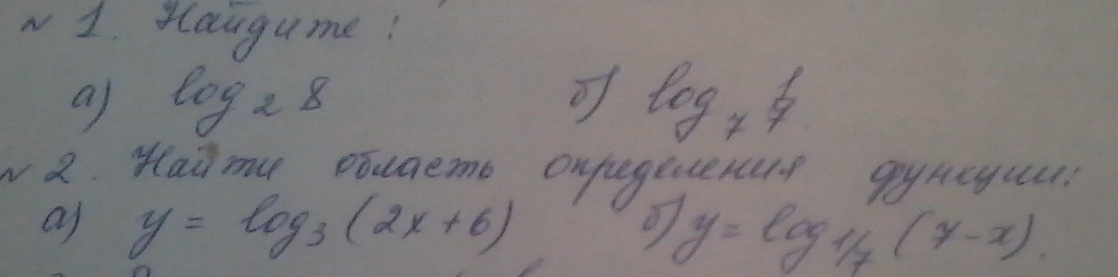 № 1. Найдите:
а) log₂ 8 б) log₇ 1/7
№ 2. Найти область определения функции:
а) y = log₃ (2x+6) б) y = log₁/₇ (7-x).